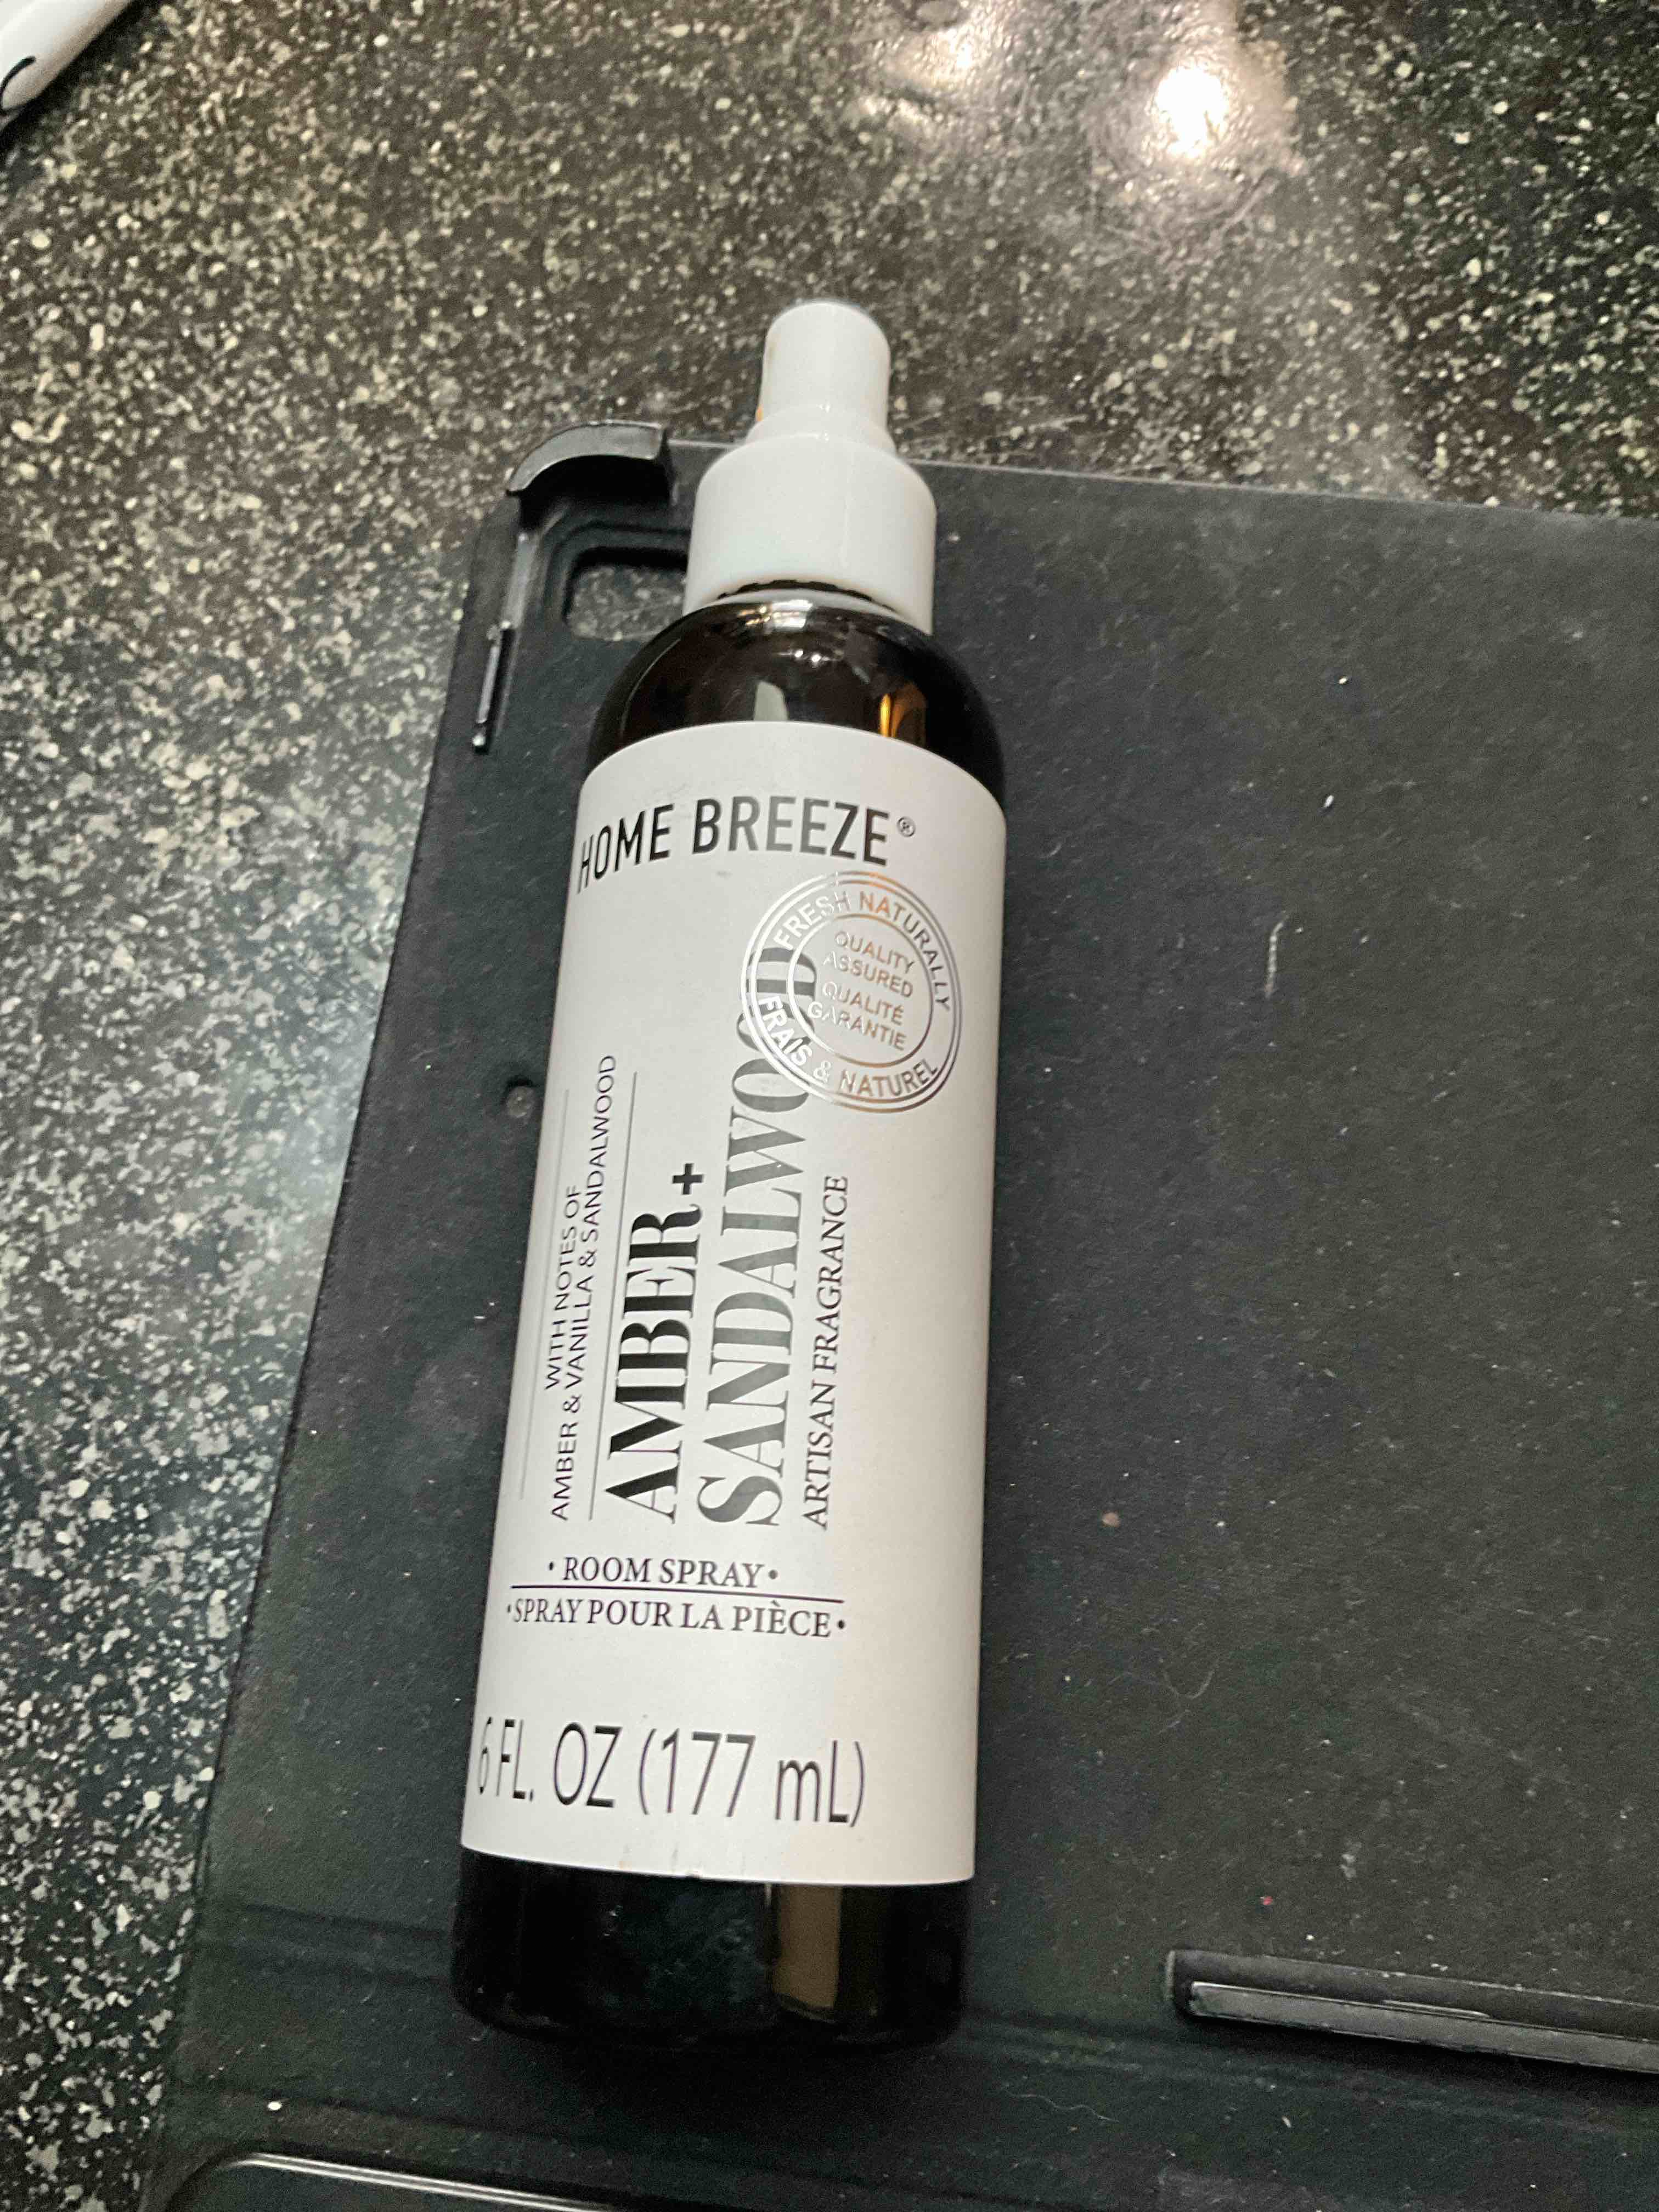 HOME BREEZE®
FRESH NATURALLY
QUALITY
ASSURED
QUALITÉ
GARANTIE
FRAIS & NATUREL
WITH NOTES OF
AMBER & VANILLA & SANDALWOOD
AMBER+
SANDALWOOD
ARTISAN FRAGRANCE
• ROOM SPRAY •
• SPRAY POUR LA PIÈCE •
6 FL. OZ (177 mL)